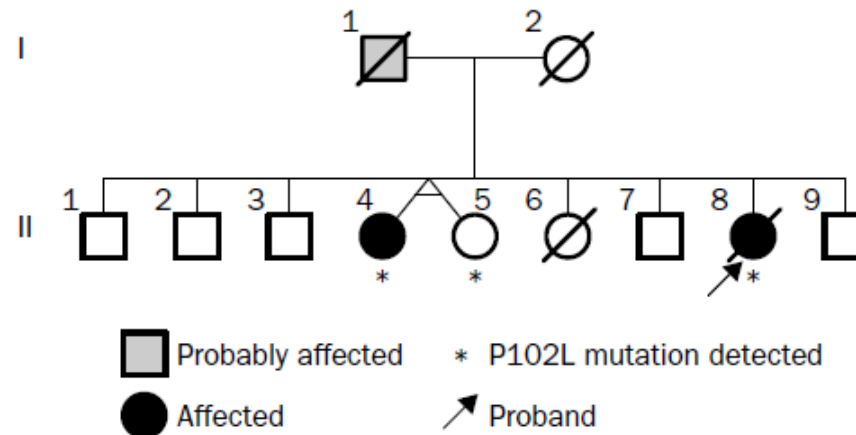 1 2
I
1 2 3 4 5 6 7 8 9
II
* * *
Probably affected * P102L mutation detected
Affected Proband